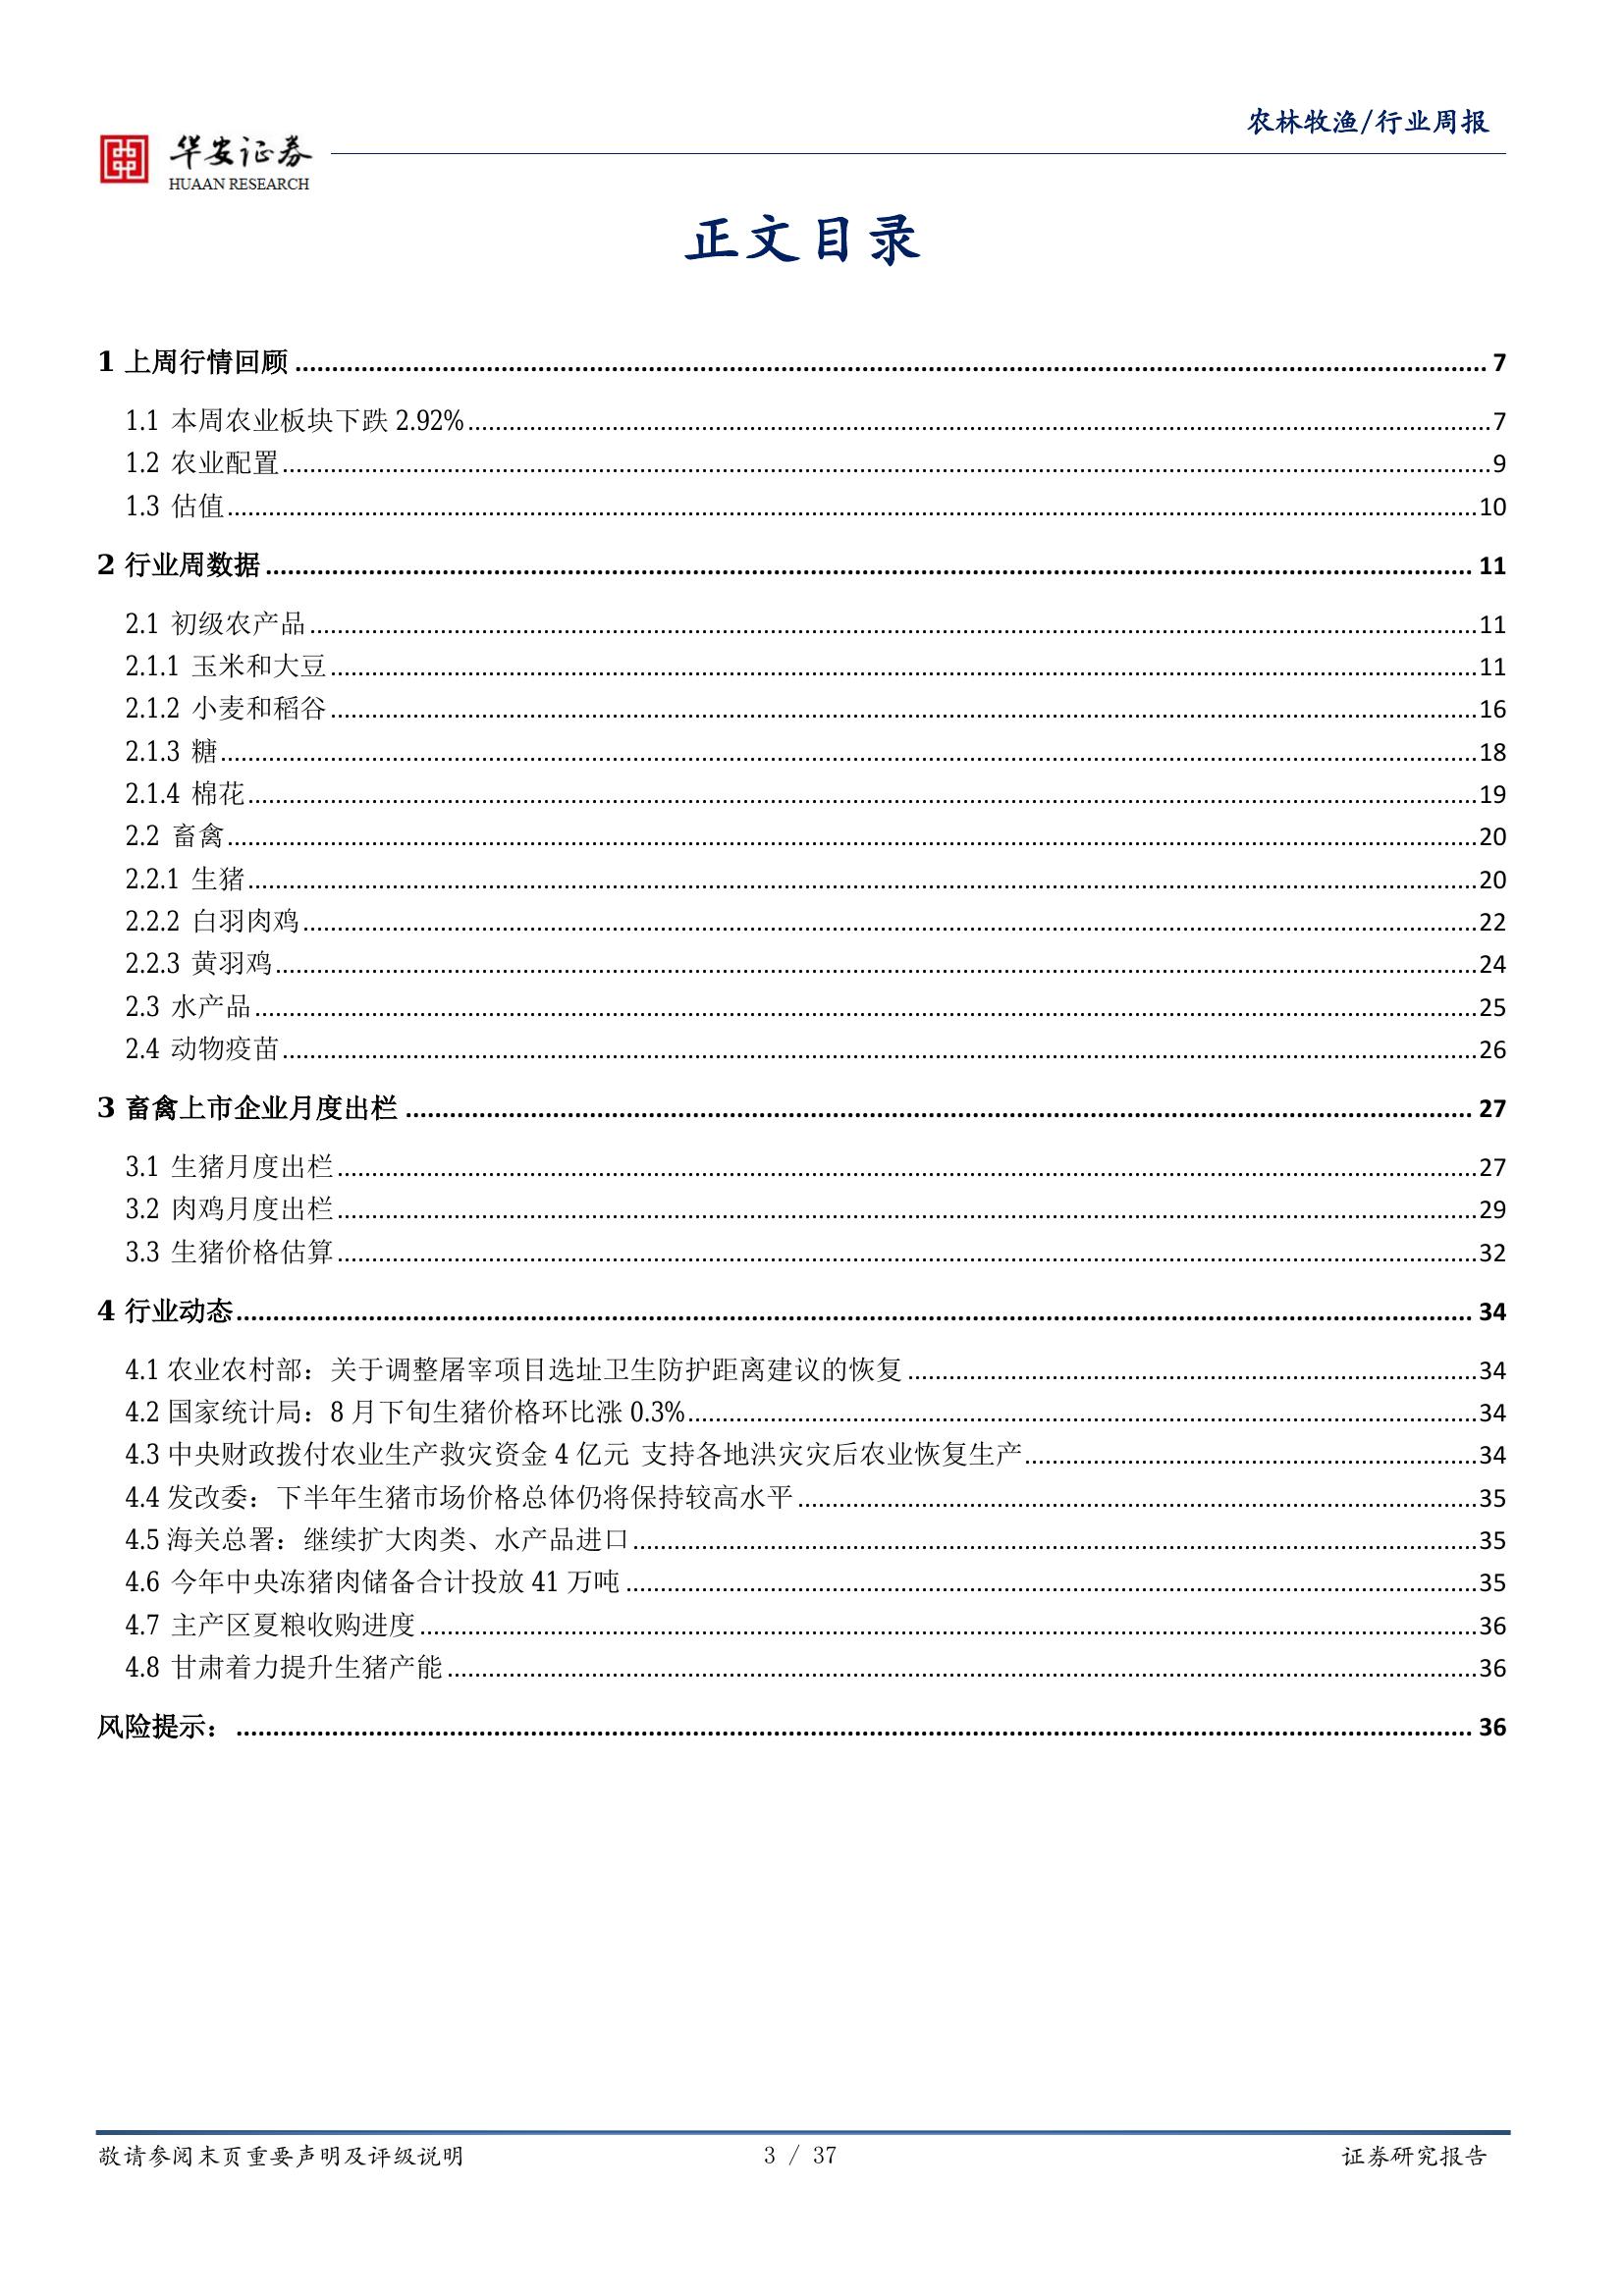 农林牧渔/行业周报
华安证券
HUAAN RESEARCH
正文目录
1 上周行情回顾 ........ 7
1.1 本周农业板块下跌 2.92% ........ 7
1.2 农业配置 ........ 9
1.3 估值 ........ 10
2 行业周数据 ........ 11
2.1 初级农产品 ........ 11
2.1.1 玉米和大豆 ........ 11
2.1.2 小麦和稻谷 ........ 16
2.1.3 糖 ........ 18
2.1.4 棉花 ........ 19
2.2 畜禽 ........ 20
2.2.1 生猪 ........ 20
2.2.2 白羽肉鸡 ........ 22
2.2.3 黄羽鸡 ........ 24
2.3 水产品 ........ 25
2.4 动物疫苗 ........ 26
3 畜禽上市企业月度出栏 ........ 27
3.1 生猪月度出栏 ........ 27
3.2 肉鸡月度出栏 ........ 29
3.3 生猪价格估算 ........ 32
4 行业动态 ........ 34
4.1 农业农村部：关于调整屠宰项目选址卫生防护距离建议的恢复 ........ 34
4.2 国家统计局：8 月下旬生猪价格环比涨 0.3% ........ 34
4.3 中央财政拨付农业生产救灾资金 4 亿元 支持各地洪灾灾后农业恢复生产 ........ 34
4.4 发改委：下半年生猪市场价格总体仍将保持较高水平 ........ 35
4.5 海关总署：继续扩大肉类、水产品进口 ........ 35
4.6 今年中央冻猪肉储备合计投放 41 万吨 ........ 35
4.7 主产区夏粮收购进度 ........ 36
4.8 甘肃着力提升生猪产能 ........ 36
风险提示： ........ 36
敬请参阅末页重要声明及评级说明 3 / 37 证券研究报告